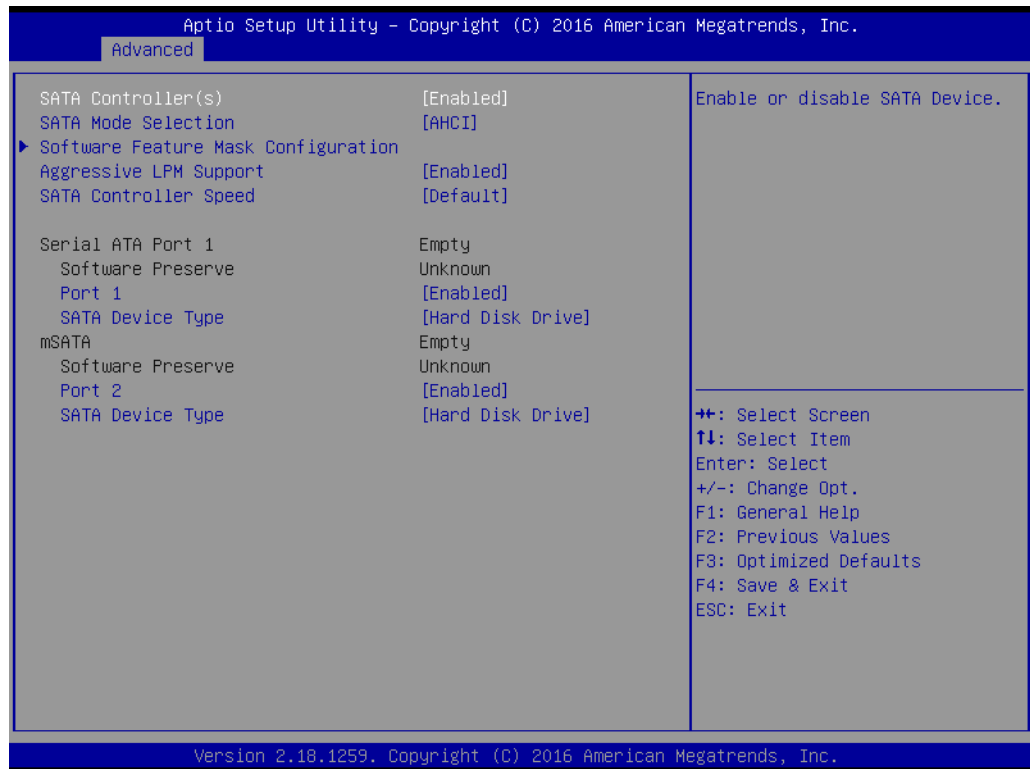 Aptio Setup Utility – Copyright (C) 2016 American Megatrends, Inc.
Advanced
SATA Controller(s) [Enabled]
SATA Mode Selection [AHCI]
Software Feature Mask Configuration
Aggressive LPM Support [Enabled]
SATA Controller Speed [Default]
Serial ATA Port 1 Empty
Software Preserve Unknown
Port 1 [Enabled]
SATA Device Type [Hard Disk Drive]
mSATA Empty
Software Preserve Unknown
Port 2 [Enabled]
SATA Device Type [Hard Disk Drive]
Enable or disable SATA Device.
→←: Select Screen
↑↓: Select Item
Enter: Select
+/-: Change Opt.
F1: General Help
F2: Previous Values
F3: Optimized Defaults
F4: Save & Exit
ESC: Exit
Version 2.18.1259. Copyright (C) 2016 American Megatrends, Inc.